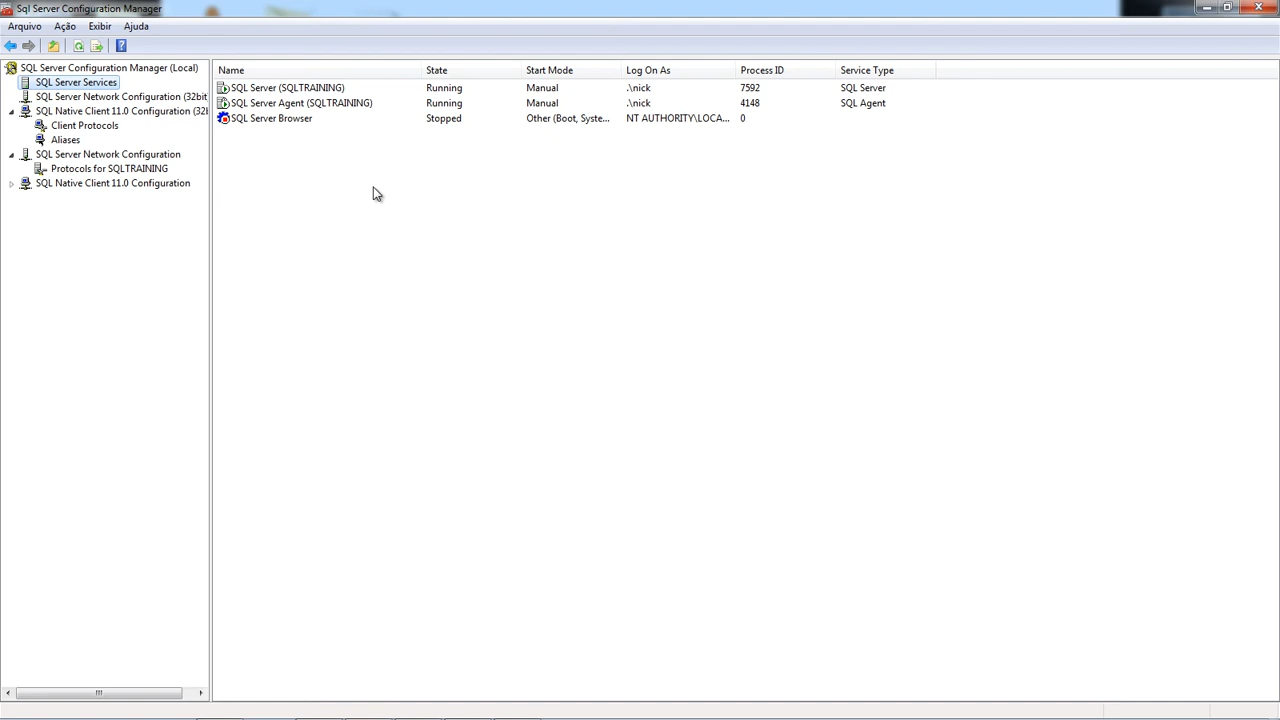 Sql Server Configuration Manager
Arquivo Ação Exibir Ajuda
SQL Server Configuration Manager (Local)
SQL Server Services
SQL Server Network Configuration (32bit
SQL Native Client 11.0 Configuration (32b
Client Protocols
Aliases
SQL Server Network Configuration
Protocols for SQLTRAINING
SQL Native Client 11.0 Configuration
Name State Start Mode Log On As Process ID Service Type
SQL Server (SQLTRAINING) Running Manual .\nick 7592 SQL Server
SQL Server Agent (SQLTRAINING) Running Manual .\nick 4148 SQL Agent
SQL Server Browser Stopped Other (Boot, Syste... NT AUTHORITY\LOCA... 0